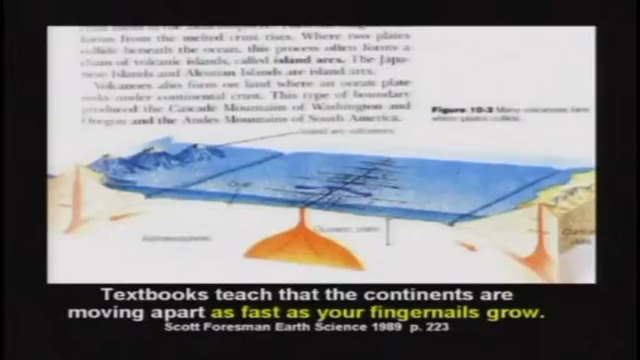 forms from the melted crust rises. Where two plates
collide beneath the ocean, this process often forms a
chain of volcanic islands, called island arcs. The Japa-
nese Islands and Aleutian Islands are island arcs.
Volcanoes also form on land where an ocean plate
sinks under continental crust. This type of boundary
produced the Cascade Mountains of Washington and
Oregon and the Andes Mountains of South America.
Figure 10-3 Many volcanoes form
where plates collide.
Island arc volcanoes
Crust
Oceanic crust
Asthenosphere
Textbooks teach that the continents are
moving apart as fast as your fingernails grow.
Scott Foresman Earth Science 1989 p. 223